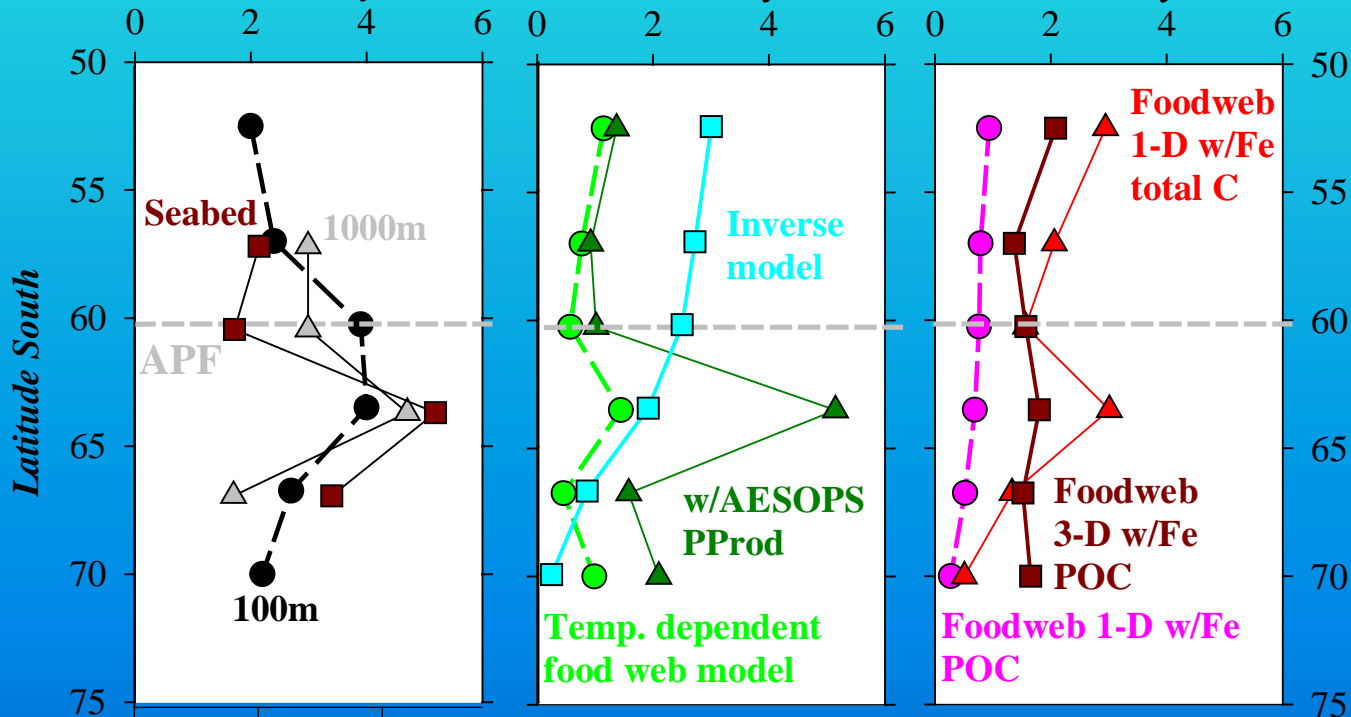 0 2 4 6
0 2 4 6
0 2 4 6
50
55
60
65
70
75
Latitude South
Seabed
1000m
APF
100m
Inverse
model
w/AESOPS
PProd
Temp. dependent
food web model
Foodweb
1-D w/Fe
total C
Foodweb
3-D w/Fe
POC
Foodweb 1-D w/Fe
POC
50
55
60
65
70
75